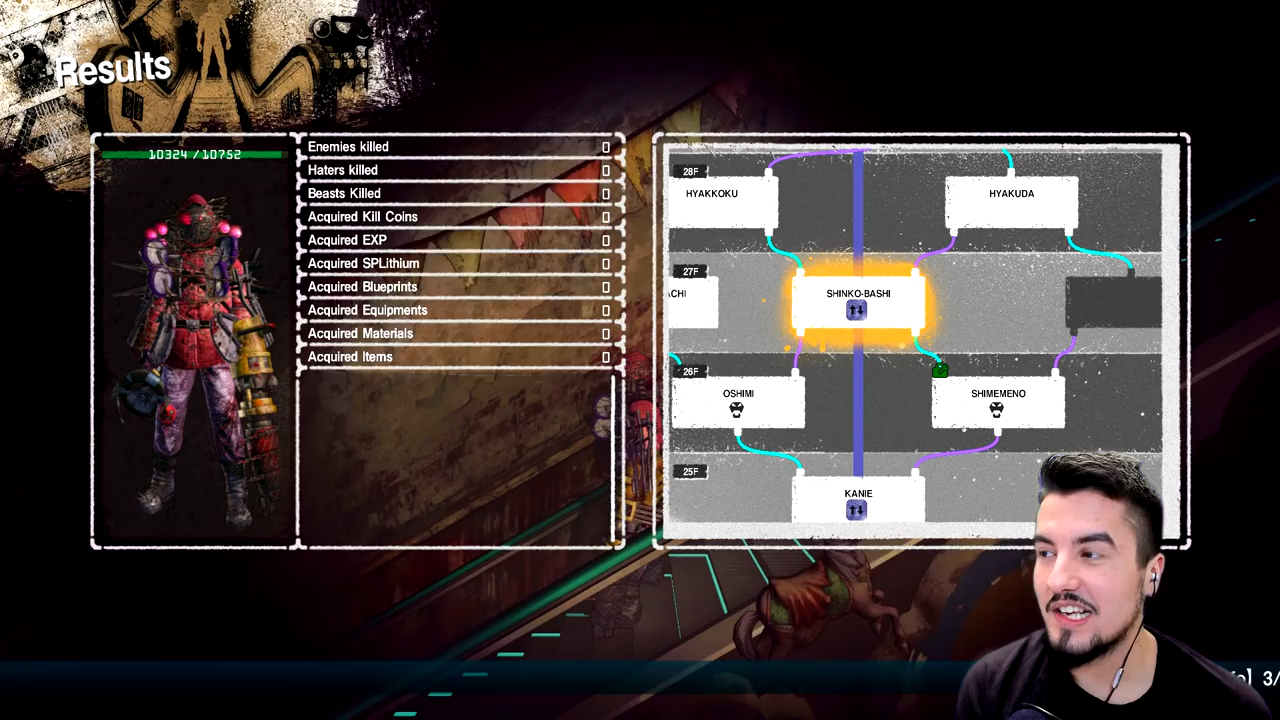 Results
10324 / 10752
Enemies killed 0
Haters killed 0
Beasts Killed 0
Acquired Kill Coins 0
Acquired EXP 0
Acquired SPLithium 0
Acquired Blueprints 0
Acquired Equipments 0
Acquired Materials 0
Acquired Items 0
28F
HYAKKOKU
HYAKUDA
27F
ACHI
SHINKO-BASHI
26F
OSHIMI
SHIMEMENO
25F
KANIE
3/